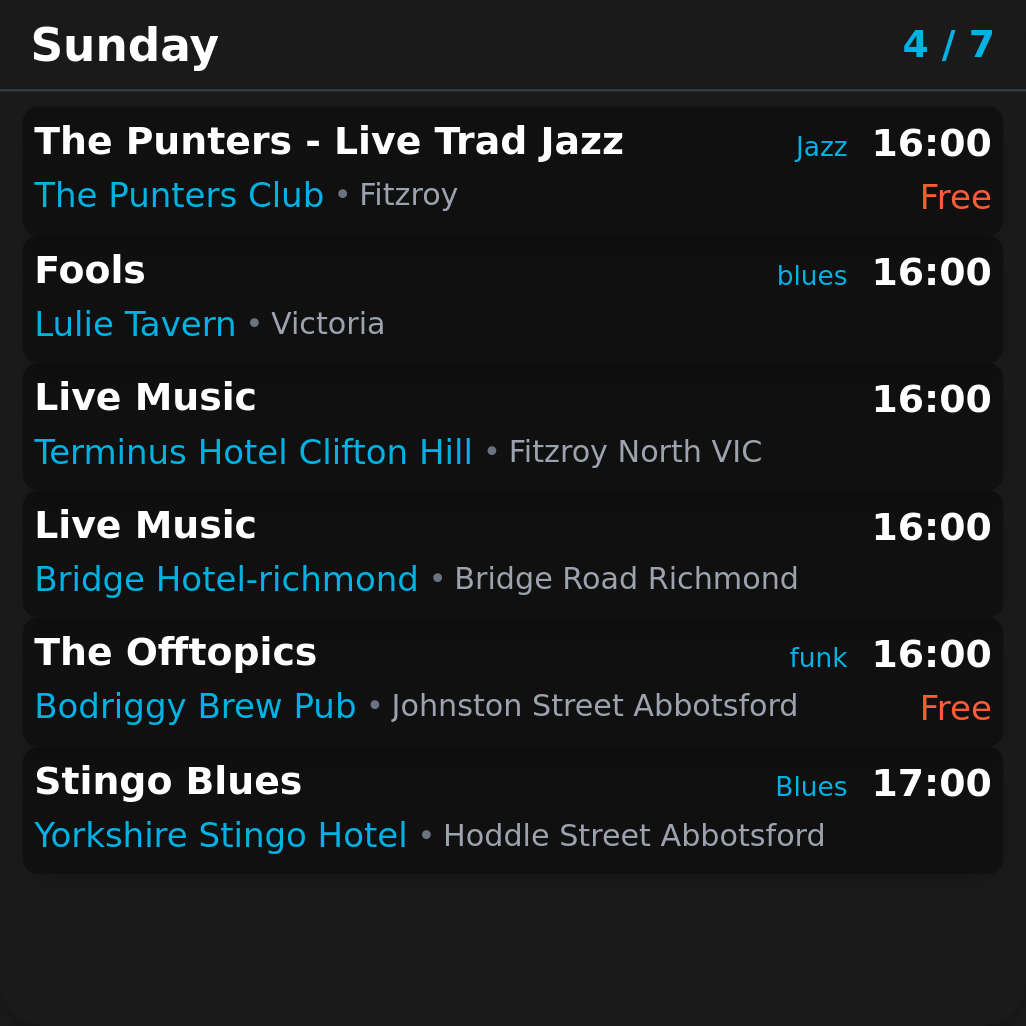 Sunday 4 / 7
The Punters - Live Trad Jazz Jazz 16:00
The Punters Club • Fitzroy Free
Fools blues 16:00
Lulie Tavern • Victoria
Live Music 16:00
Terminus Hotel Clifton Hill • Fitzroy North VIC
Live Music 16:00
Bridge Hotel-richmond • Bridge Road Richmond
The Offtopics funk 16:00
Bodriggy Brew Pub • Johnston Street Abbotsford Free
Stingo Blues Blues 17:00
Yorkshire Stingo Hotel • Hoddle Street Abbotsford